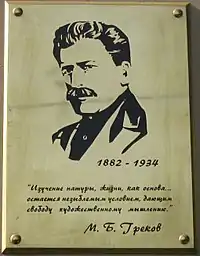 1882 - 1934
"Изучение натуры, жизни, как основа...
остается незыблемым условием, дающим
свободу художественному мышлению."
М. Б. Греков